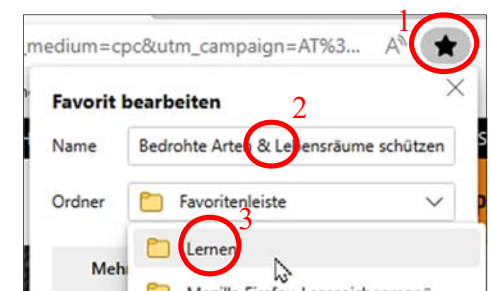 1
_medium=cpc&utm_campaign=AT%3... A
Favorit bearbeiten
2
Name Bedrohte Arten & Lebensräume schützen
Ordner Favoritenleiste
3
Lernen
Meh